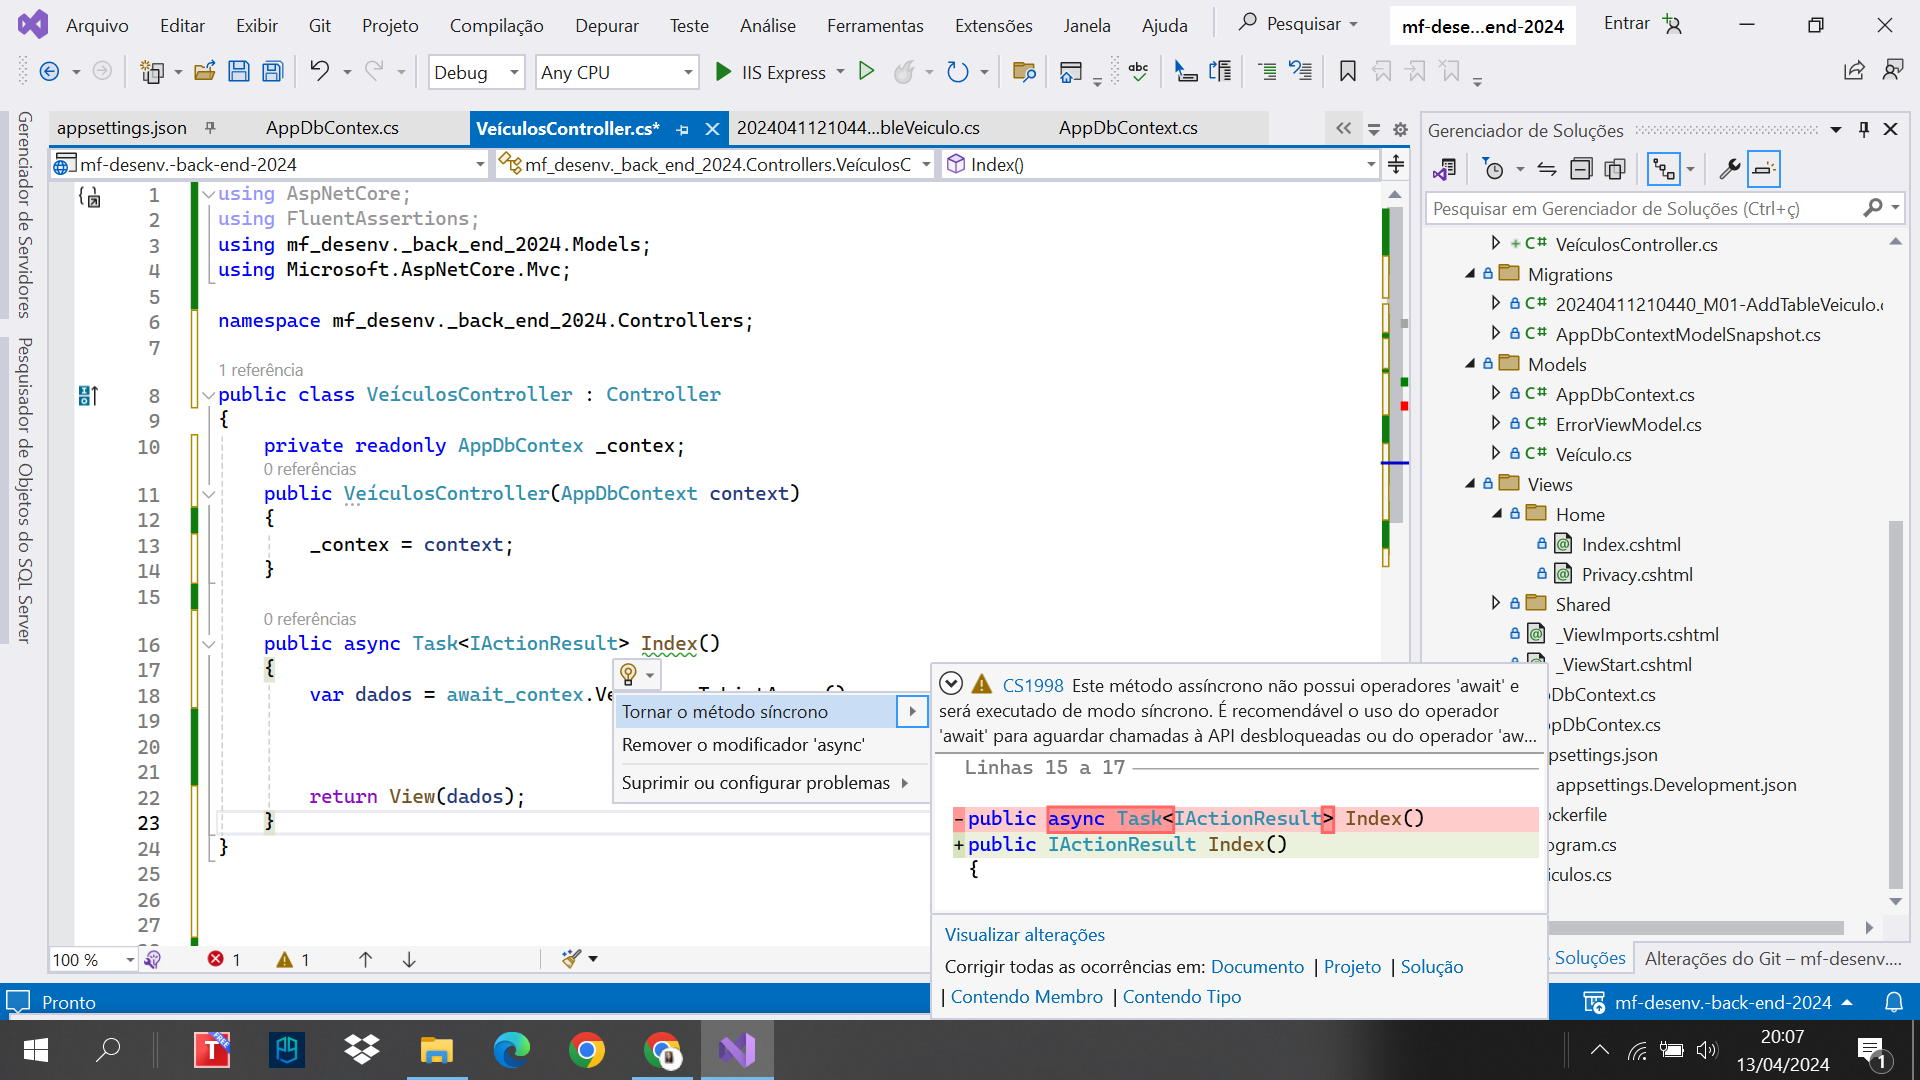 Arquivo Editar Exibir Git Projeto Compilação Depurar Teste Análise Ferramentas Extensões Janela Ajuda Pesquisar mf-dese...end-2024 Entrar
Debug Any CPU IIS Express abc
appsettings.json AppDbContex.cs VeículosController.cs* 2024041121044...bleVeiculo.cs AppDbContext.cs
mf-desenv.-back-end-2024 mf_desenv._back_end_2024.Controllers.VeículosC Index()
Gerenciador de Servidores
Pesquisador de Objetos do SQL Server
1 using AspNetCore;
2 using FluentAssertions;
3 using mf_desenv._back_end_2024.Models;
4 using Microsoft.AspNetCore.Mvc;
5
6 namespace mf_desenv._back_end_2024.Controllers;
7
1 referência
8 public class VeículosController : Controller
9 {
10 private readonly AppDbContex _contex;
0 referências
11 public VeículosController(AppDbContext context)
12 {
13 _contex = context;
14 }
15
0 referências
16 public async Task<IActionResult> Index()
17 {
18 var dados = await_contex.Ve
19
20
21
22 return View(dados);
23 }
24 }
25
26
27
Tornar o método síncrono
Remover o modificador 'async'
Suprimir ou configurar problemas
CS1998 Este método assíncrono não possui operadores 'await' e
será executado de modo síncrono. É recomendável o uso do operador
'await' para aguardar chamadas à API desbloqueadas ou do operador 'aw...
Linhas 15 a 17
-public async Task<IActionResult> Index()
+public IActionResult Index()
{
Visualizar alterações
Corrigir todas as ocorrências em: Documento | Projeto | Solução
| Contendo Membro | Contendo Tipo
Gerenciador de Soluções
Pesquisar em Gerenciador de Soluções (Ctrl+ç)
+ C# VeículosController.cs
Migrations
C# 20240411210440_M01-AddTableVeiculo.c
C# AppDbContextModelSnapshot.cs
Models
C# AppDbContext.cs
C# ErrorViewModel.cs
C# Veículo.cs
Views
Home
Index.cshtml
Privacy.cshtml
Shared
_ViewImports.cshtml
_ViewStart.cshtml
DbContext.cs
pDbContex.cs
psettings.json
appsettings.Development.json
ckerfile
ogram.cs
ículos.cs
Soluções Alterações do Git – mf-desenv....
100 % 1 1
Pronto mf-desenv.-back-end-2024
T FREE
20:07
13/04/2024
1